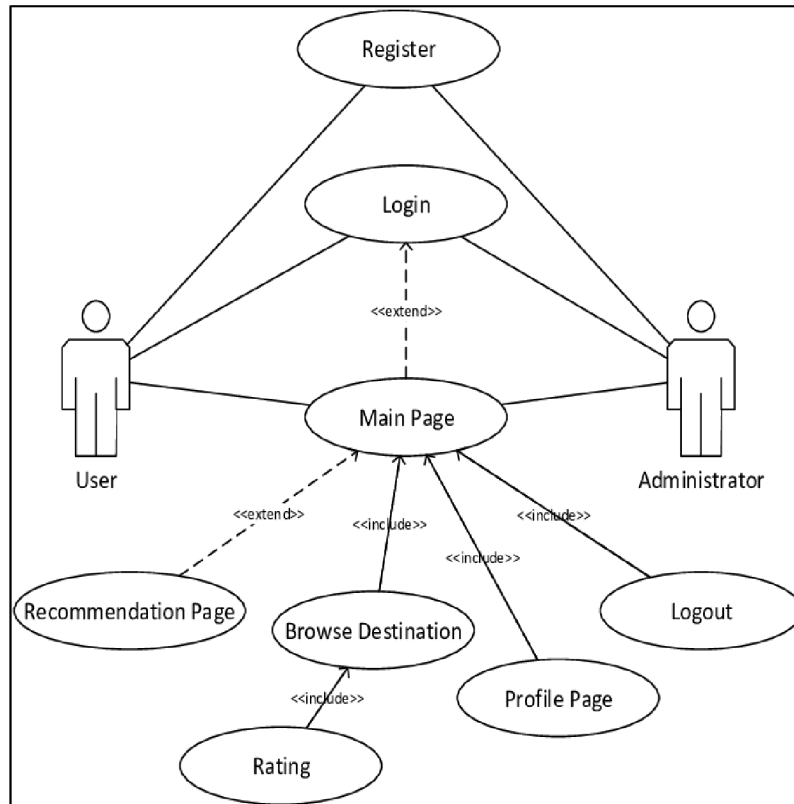 Register
Login
<<extend>>
Main Page
User
Administrator
<<extend>>
<<include>>
<<include>>
<<include>>
Recommendation Page
Browse Destination
Logout
<<include>>
Profile Page
Rating